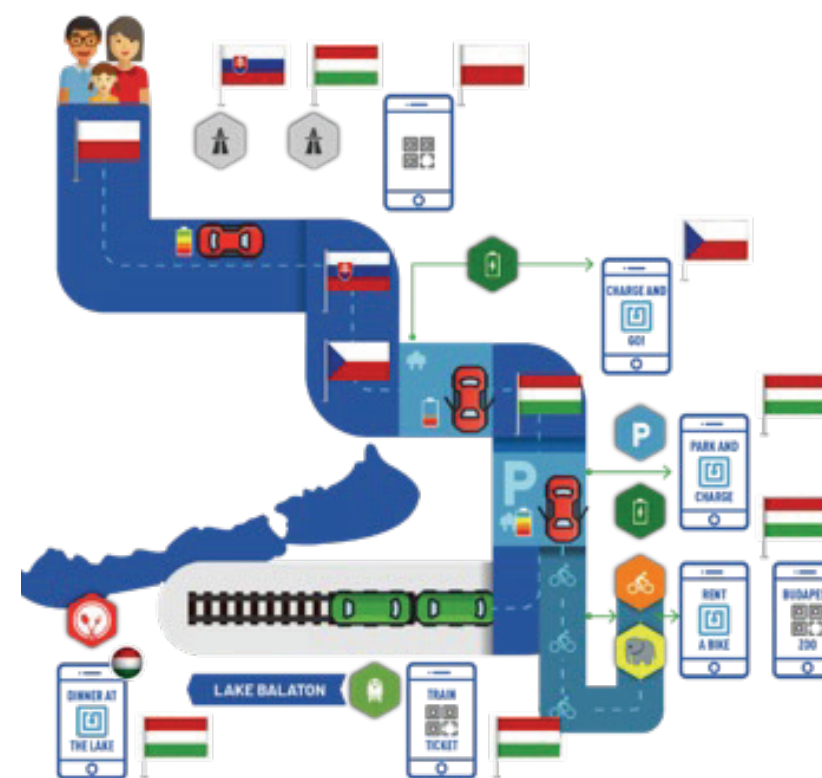 CHARGE AND
GO!
P
PARK AND
CHARGE
P
RENT
A BIKE
BUDAPES
ZOO
DINNER AT
THE LAKE
LAKE BALATON
TRAIN
TICKET